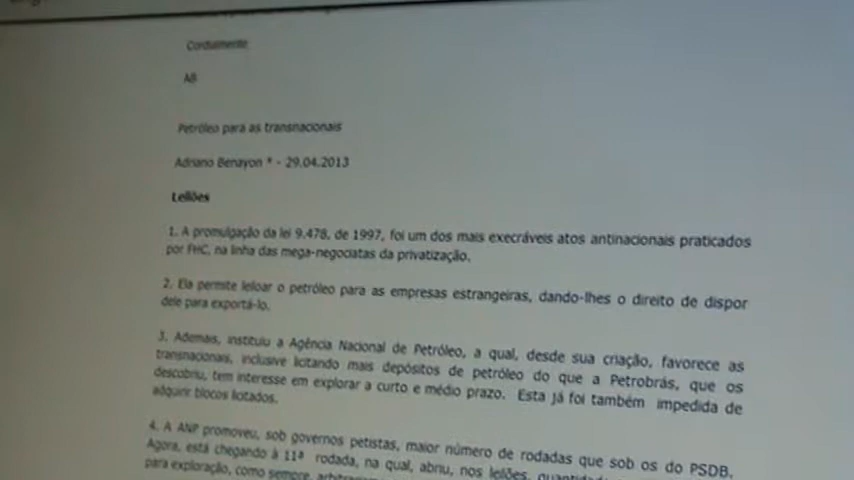 Cordialmente
AB
Petróleo para as transnacionais
Adriano Benayon * - 29.04.2013
Leilões
1. A promulgação da lei 9.478, de 1997, foi um dos mais execráveis atos antinacionais praticados
por FHC, na linha das mega-negociatas da privatização.
2. Ela permite leiloar o petróleo para as empresas estrangeiras, dando-lhes o direito de dispor
dele para exportá-lo.
3. Ademais, instituiu a Agência Nacional de Petróleo, a qual, desde sua criação, favorece as
transnacionais, inclusive licitando mais depósitos de petróleo do que a Petrobrás, que os
descobriu, tem interesse em explorar a curto e médio prazo. Esta já foi também impedida de
adquirir blocos licitados.
4. A ANP promoveu, sob governos petistas, maior número de rodadas que sob os do PSDB.
Agora, está chegando à 11ª rodada, na qual, abriu, nos leilões,
para exploração, como sempre,